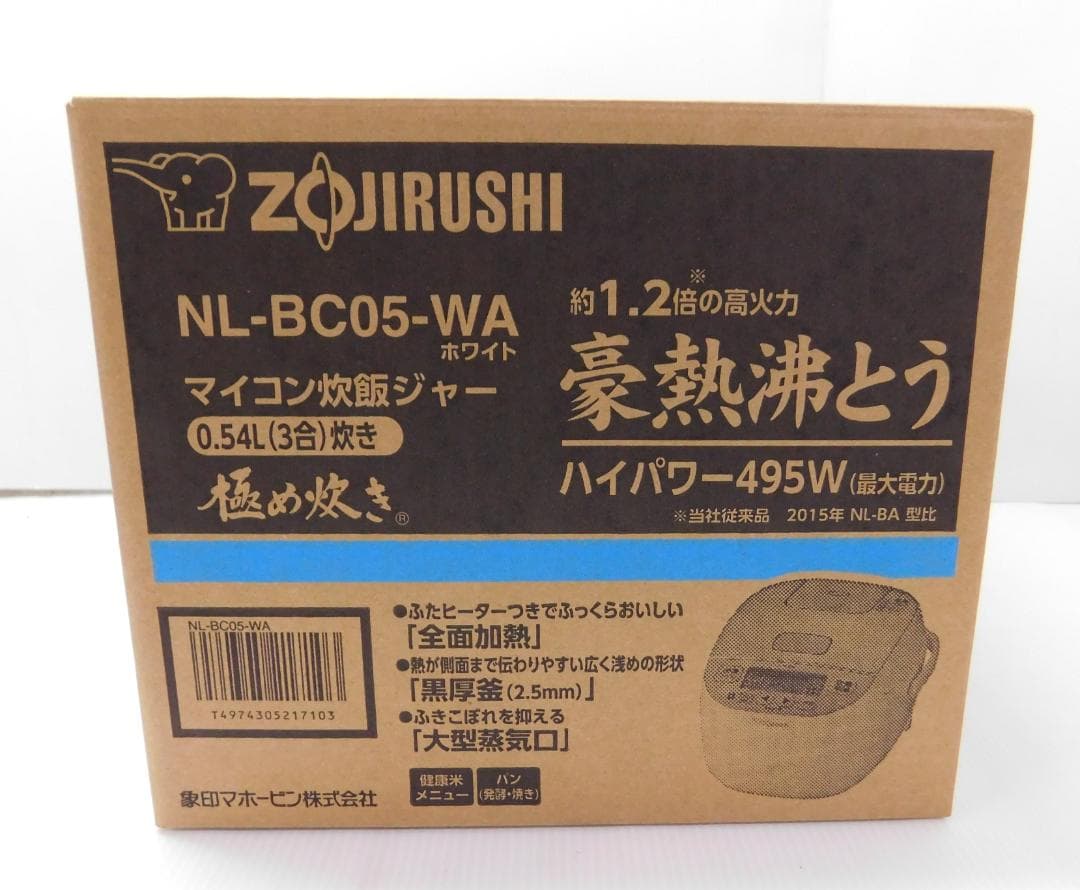 ZOJIRUSHI
NL-BC05-WA
ホワイト
マイコン炊飯ジャー
0.54L(3合)炊き
極め炊き®
約1.2倍※の高火力
豪熱沸とう
ハイパワー495W(最大電力)
※当社従来品 2015年 NL-BA 型比
NL-BC05-WA
T4974305217103
●ふたヒーターつきでふっくらおいしい
「全面加熱」
●熱が側面まで伝わりやすい広く浅めの形状
「黒厚釜(2.5mm)」
●ふきこぼれを抑える
「大型蒸気口」
健康米
メニュー
パン
(発酵・焼き)
象印マホービン株式会社